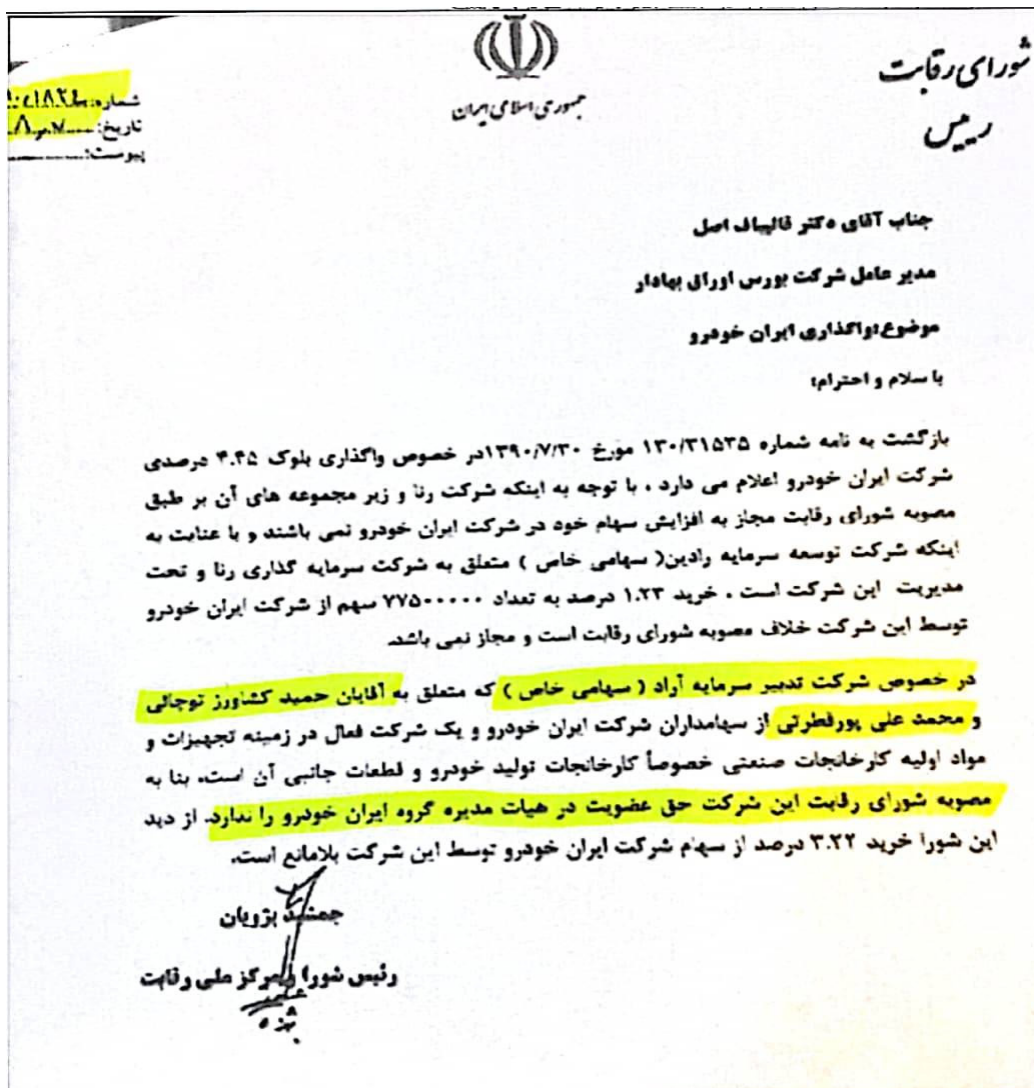 شورای رقابت
رییس
جمهوری اسلامی ایران
شماره:
تاریخ:
پیوست:
جناب آقای دکتر قالیباف اصل
مدیر عامل شرکت بورس اوراق بهادار
موضوع:واگذاری ایران خودرو
با سلام و احترام؛
بازگشت به نامه شماره ۱۳۰/۳۱۵۳۵ مورخ ۱۳۹۰/۷/۳۰در خصوص واگذاری بلوک ۴.۴۵ درصدی
شرکت ایران خودرو اعلام می دارد ، با توجه به اینکه شرکت رنا و زیر مجموعه های آن بر طبق
مصوبه شورای رقابت مجاز به افزایش سهام خود در شرکت ایران خودرو نمی باشند و با عنایت به
اینکه شرکت توسعه سرمایه رادین( سهامی خاص ) متعلق به شرکت سرمایه گذاری رنا و تحت
مدیریت این شرکت است ، خرید ۱.۲۳ درصد به تعداد ۷۷۵۰۰۰۰۰ سهم از شرکت ایران خودرو
توسط این شرکت خلاف مصوبه شورای رقابت است و مجاز نمی باشد.
در خصوص شرکت تدبیر سرمایه آراد ( سهامی خاص ) که متعلق به آقایان حمید کشاورز توچائی
و محمد علی پورفطرتی از سهامداران شرکت ایران خودرو و یک شرکت فعال در زمینه تجهیزات و
مواد اولیه کارخانجات صنعتی خصوصاً کارخانجات تولید خودرو و قطعات جانبی آن است، بنا به
مصوبه شورای رقابت این شرکت حق عضویت در هیات مدیره گروه ایران خودرو را ندارد. از دید
این شورا خرید ۳.۲۲ درصد از سهام شرکت ایران خودرو توسط این شرکت بلامانع است.
جمشید پژویان
رئیس شورا و مرکز ملی رقابت